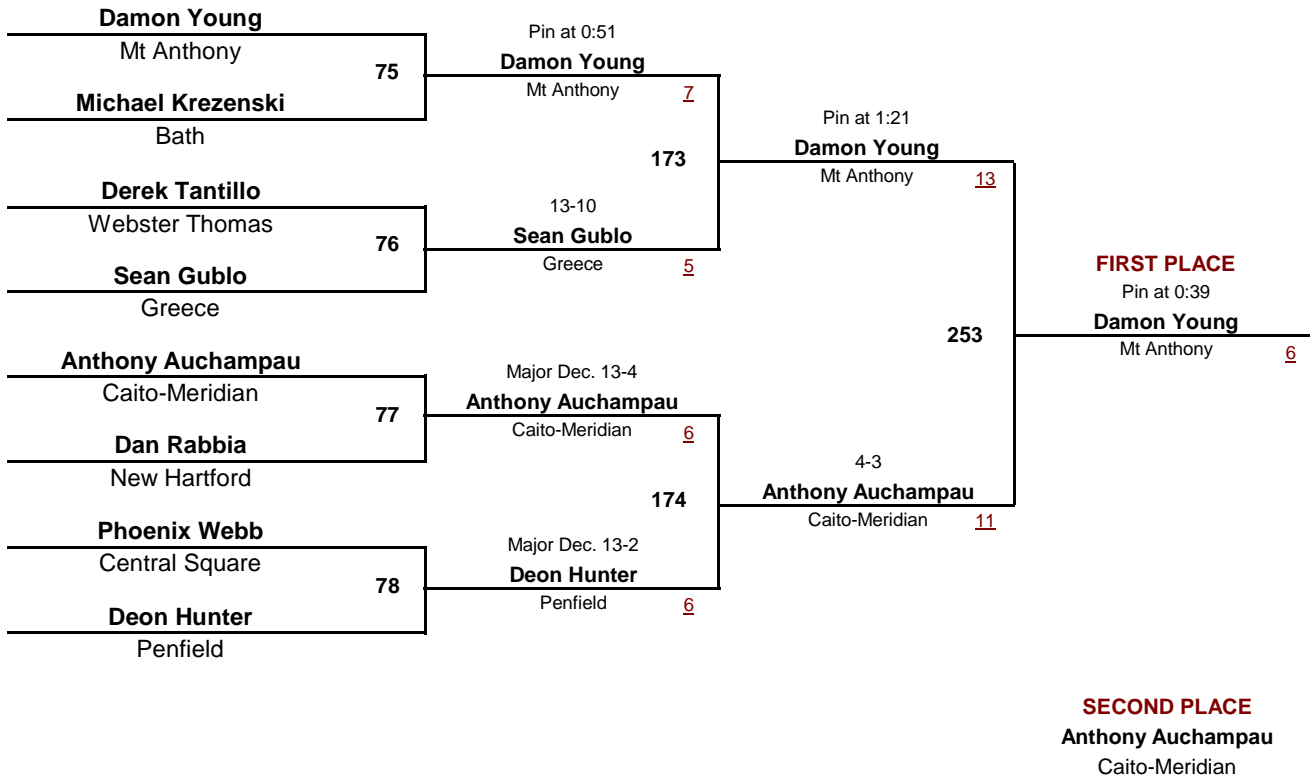 Damon Young
Mt Anthony
75
Michael Krezenski
Bath
Derek Tantillo
Webster Thomas
76
Sean Gublo
Greece
Anthony Auchampau
Caito-Meridian
77
Dan Rabbia
New Hartford
Phoenix Webb
Central Square
78
Deon Hunter
Penfield
Pin at 0:51
Damon Young
Mt Anthony 7
173
13-10
Sean Gublo
Greece 5
Major Dec. 13-4
Anthony Auchampau
Caito-Meridian 6
174
Major Dec. 13-2
Deon Hunter
Penfield 6
Pin at 1:21
Damon Young
Mt Anthony 13
253
4-3
Anthony Auchampau
Caito-Meridian 11
FIRST PLACE
Pin at 0:39
Damon Young
Mt Anthony 6
SECOND PLACE
Anthony Auchampau
Caito-Meridian